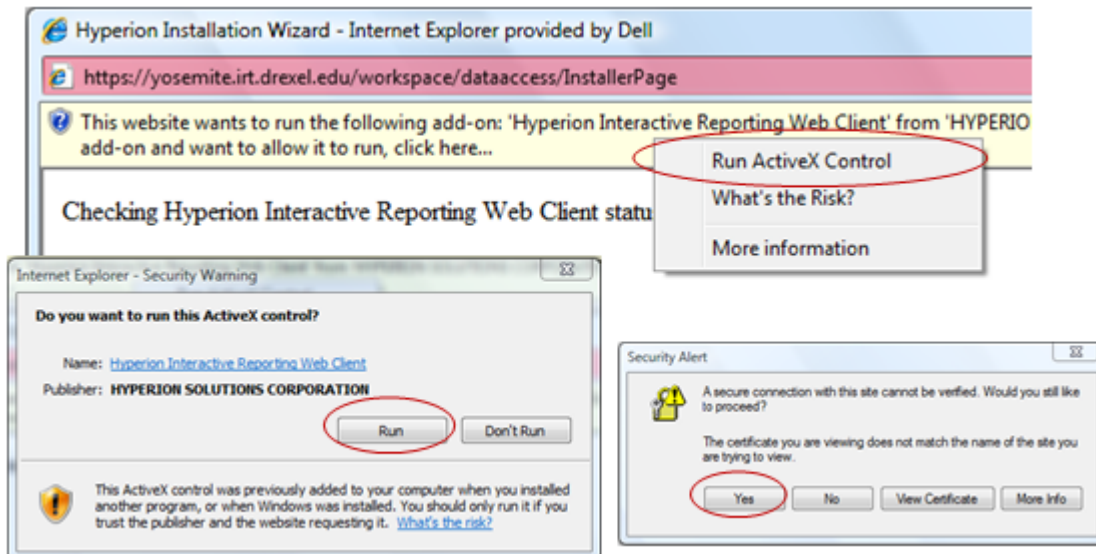 Hyperion Installation Wizard - Internet Explorer provided by Dell
https://yosemite.irt.drexel.edu/workspace/dataaccess/InstallerPage
This website wants to run the following add-on: 'Hyperion Interactive Reporting Web Client' from 'HYPERIO
add-on and want to allow it to run, click here...
Run ActiveX Control
What's the Risk?
More information
Checking Hyperion Interactive Reporting Web Client statu
Internet Explorer - Security Warning
Do you want to run this ActiveX control?
Name: Hyperion Interactive Reporting Web Client
Publisher: HYPERION SOLUTIONS CORPORATION
Run Don't Run
This ActiveX control was previously added to your computer when you installed
another program, or when Windows was installed. You should only run it if you
trust the publisher and the website requesting it. What's the risk?
Security Alert
A secure connection with this site cannot be verified. Would you still like
to proceed?
The certificate you are viewing does not match the name of the site you
are trying to view.
Yes No View Certificate More Info